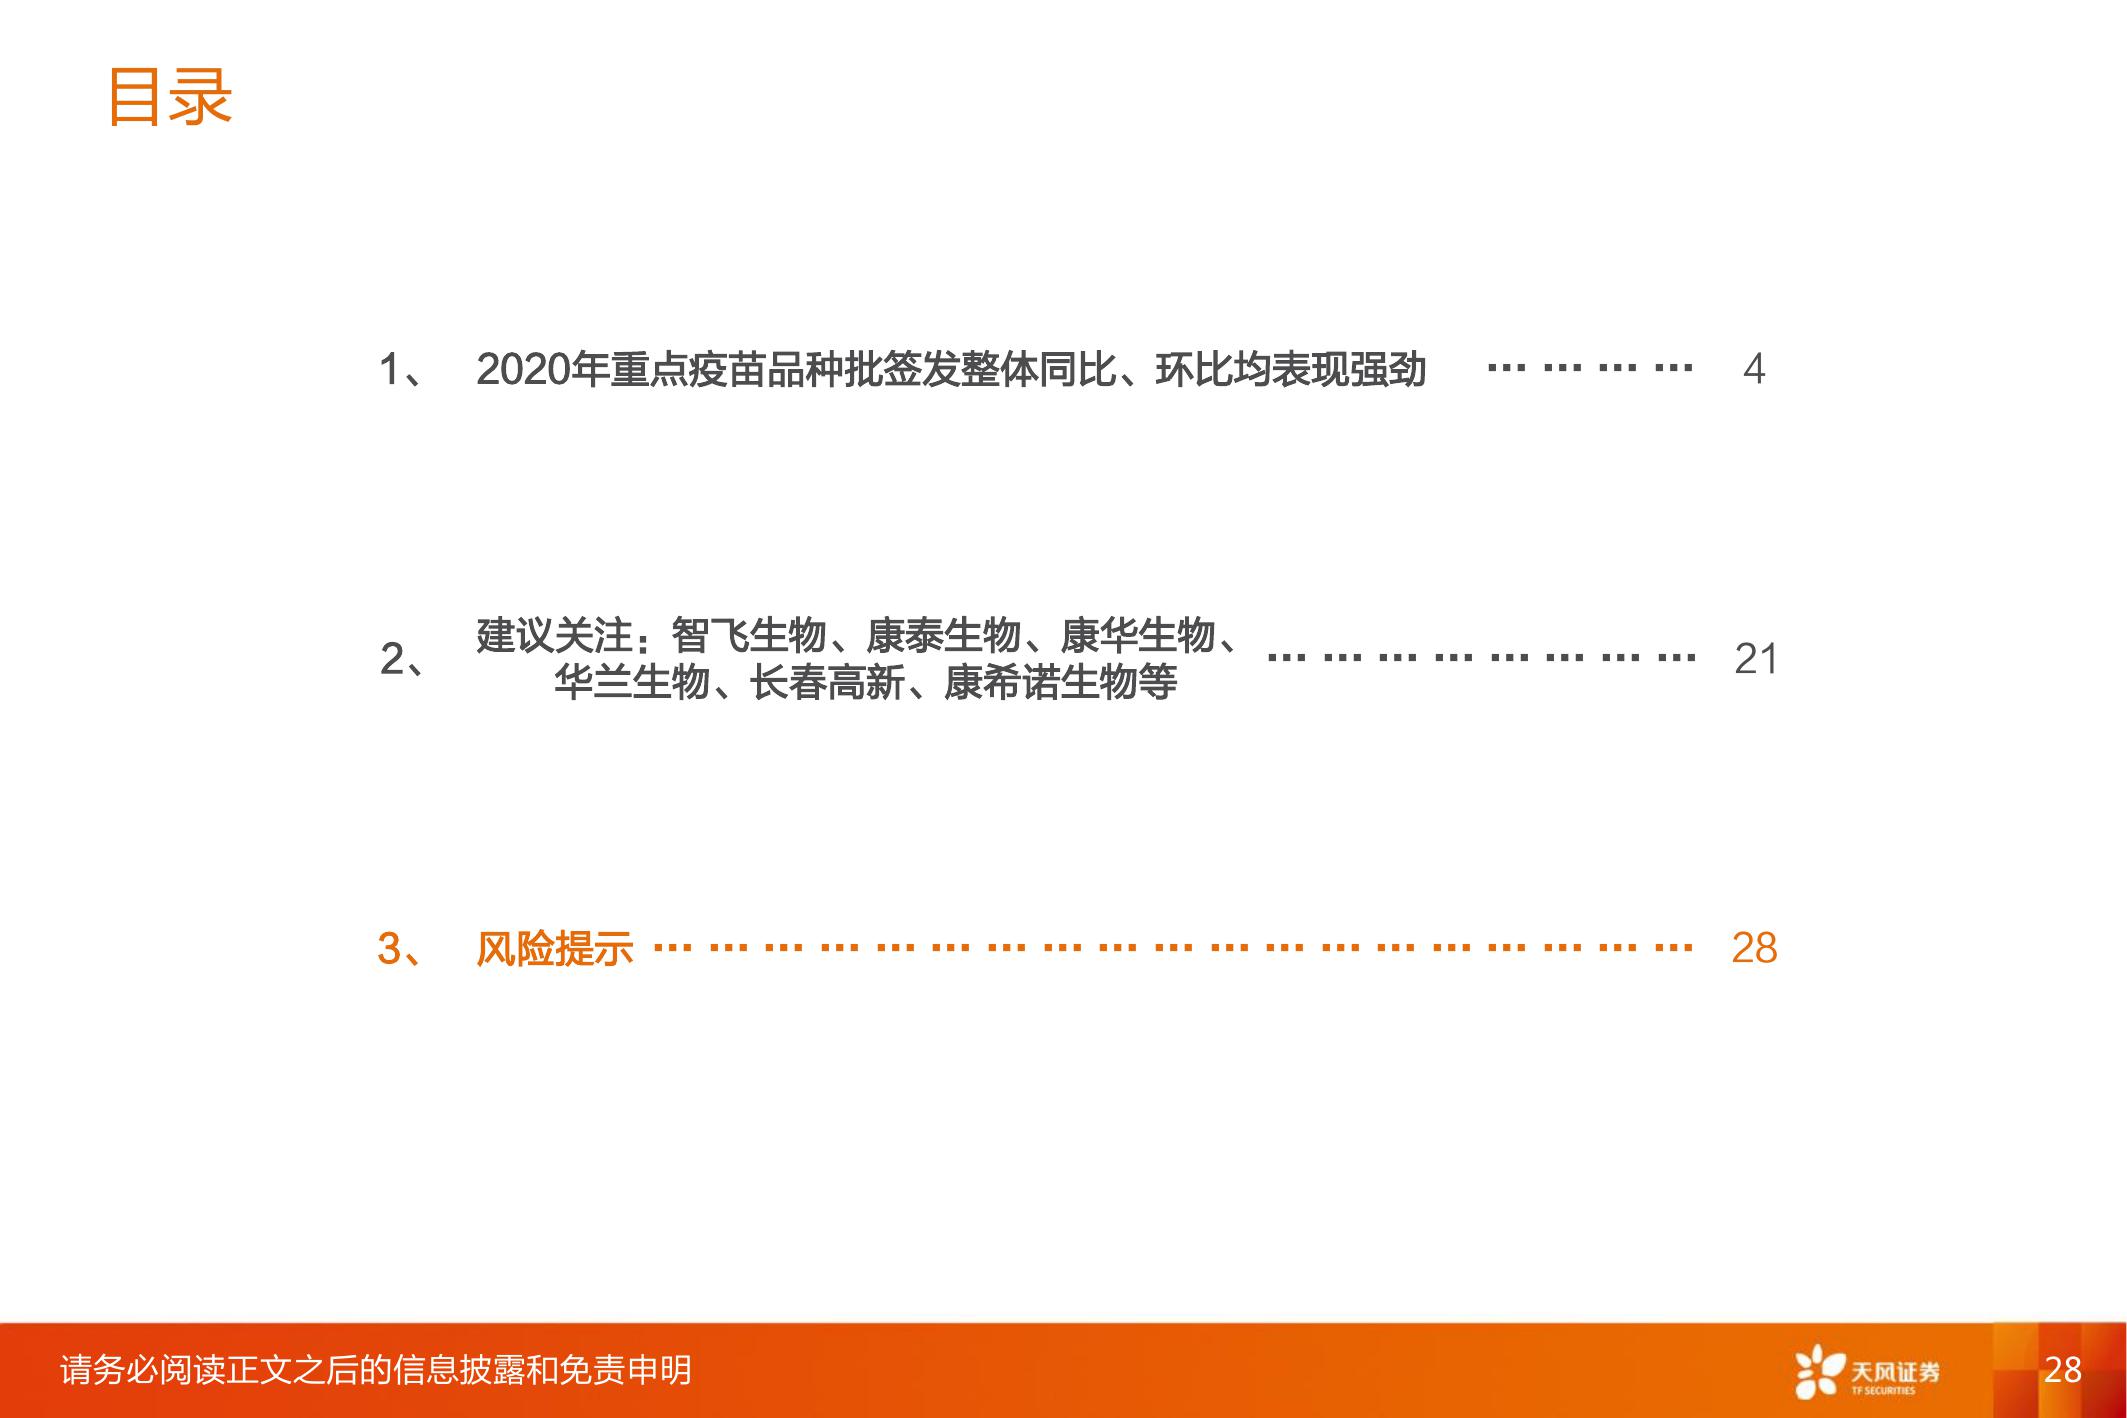 目录
1、 2020年重点疫苗品种批签发整体同比、环比均表现强劲 … … … … 4
2、 建议关注：智飞生物、康泰生物、康华生物、
华兰生物、长春高新、康希诺生物等 … … … … … … … … 21
3、 风险提示 … … … … … … … … … … … … … … … … … … … 28
请务必阅读正文之后的信息披露和免责申明
天风证券
TF SECURITIES
28